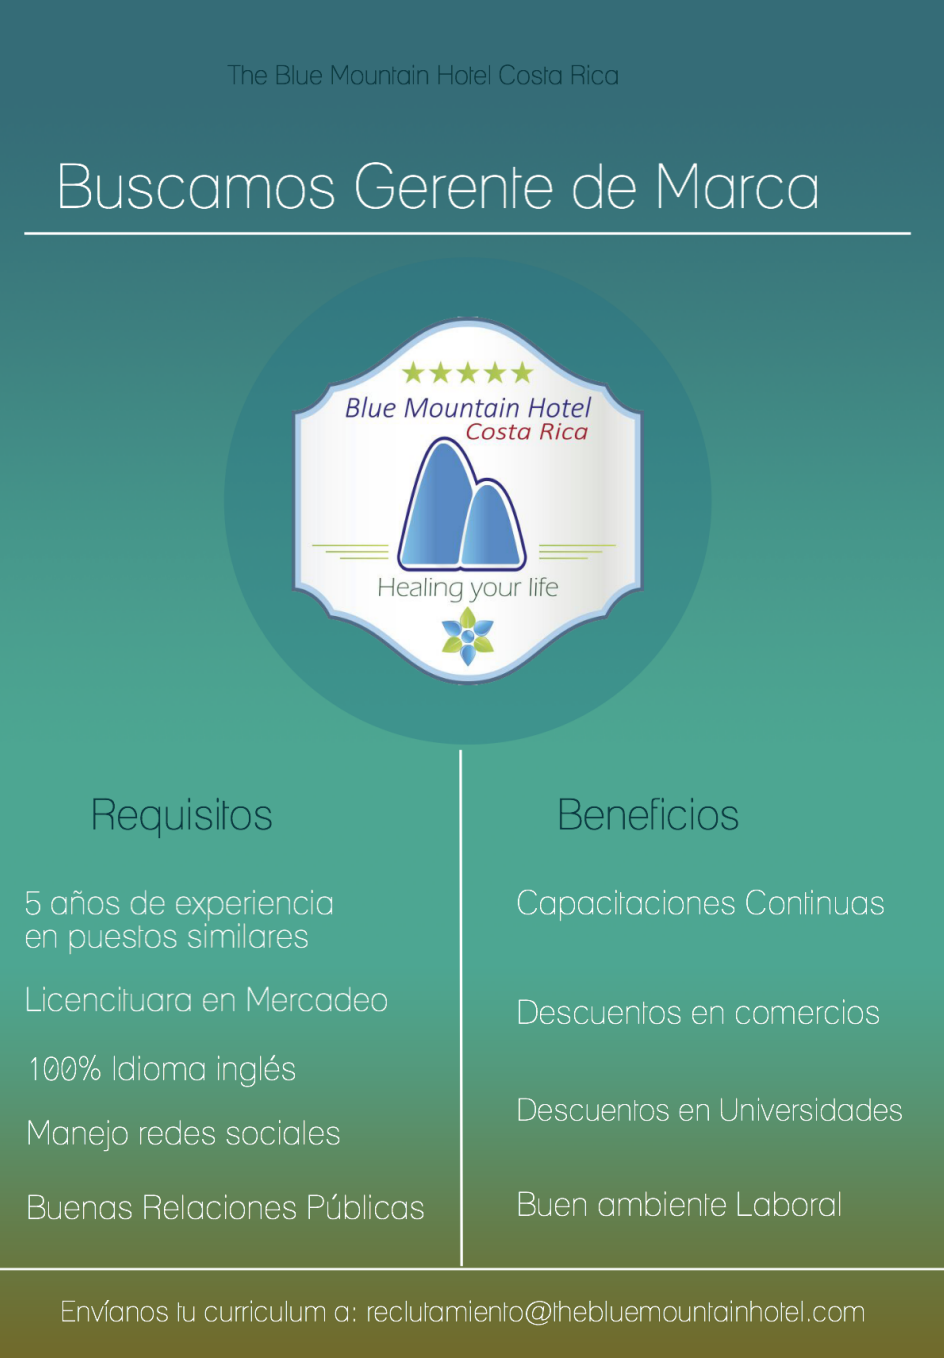 The Blue Mountain Hotel Costa Rica
Buscamos Gerente de Marca
Blue Mountain Hotel
Costa Rica
Healing your life
Requisitos
5 años de experiencia
en puestos similares
Licencituara en Mercadeo
100% Idioma inglés
Manejo redes sociales
Buenas Relaciones Públicas
Beneficios
Capacitaciones Continuas
Descuentos en comercios
Descuentos en Universidades
Buen ambiente Laboral
Envíanos tu curriculum a: reclutamiento@thebluemountainhotel.com